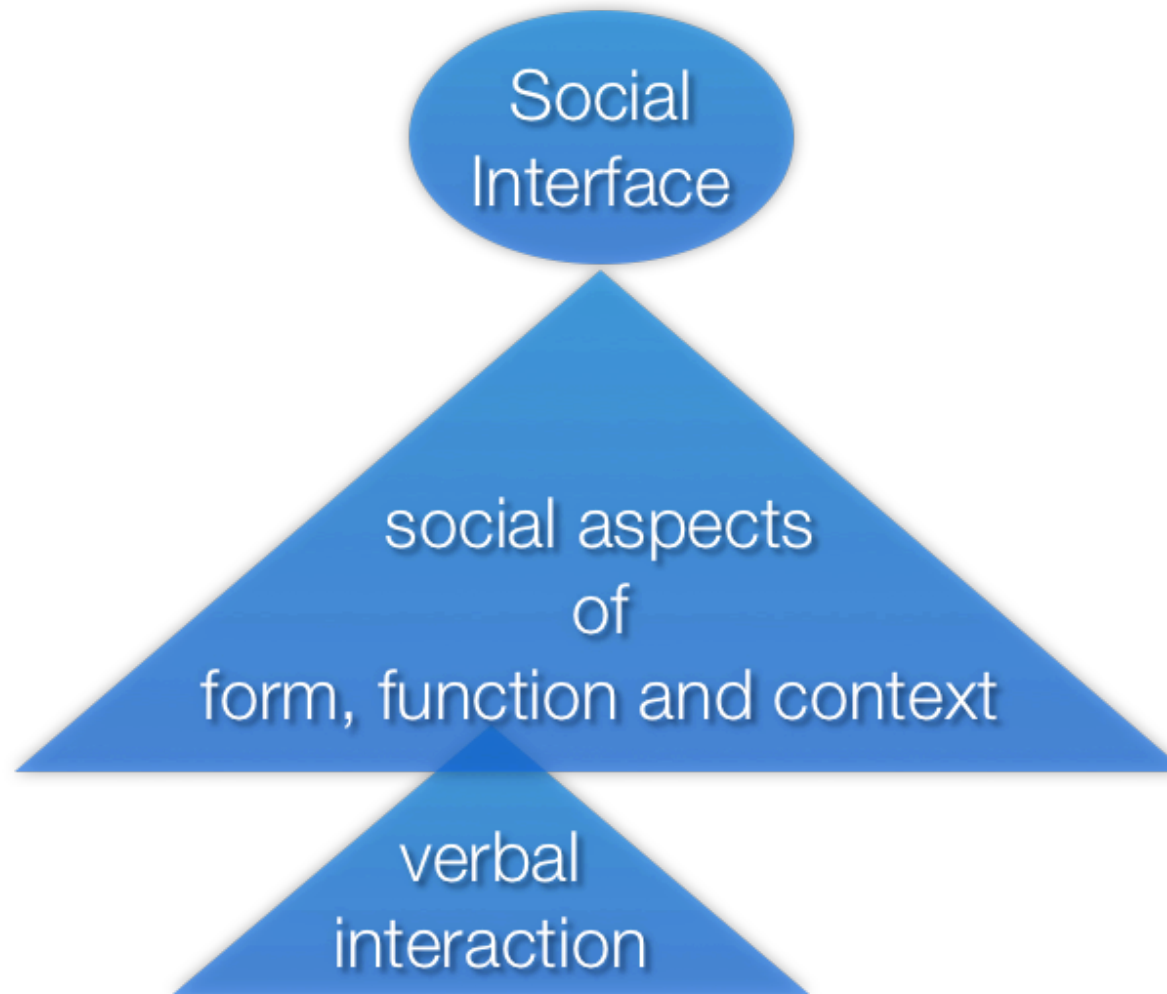 Social
Interface
social aspects
of
form, function and context
verbal
interaction